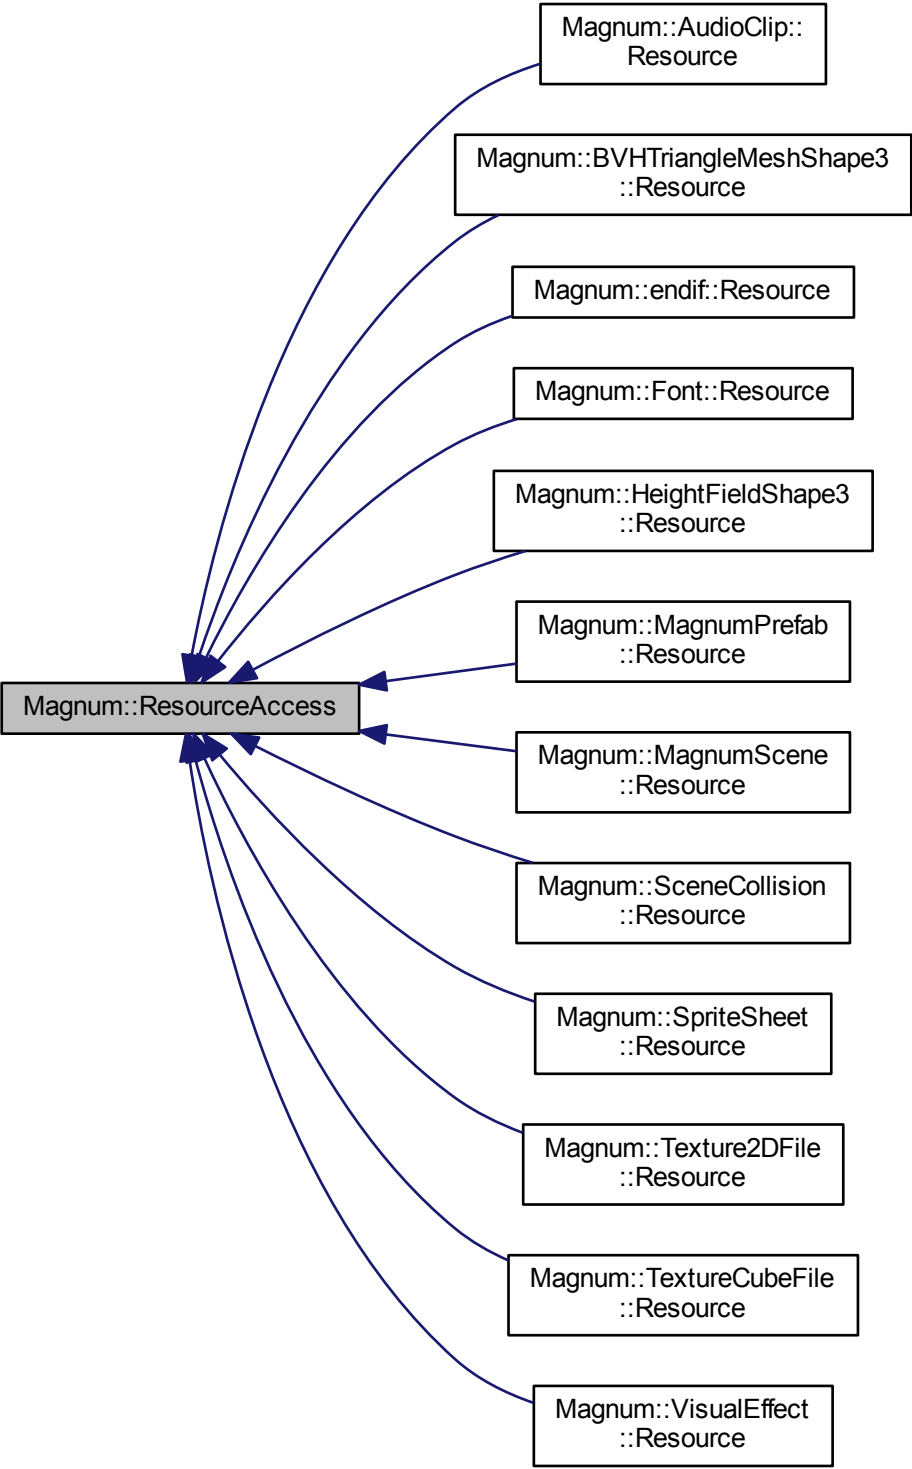 Magnum::AudioClip::
Resource
Magnum::BVHTriangleMeshShape3
::Resource
Magnum::endif::Resource
Magnum::Font::Resource
Magnum::HeightFieldShape3
::Resource
Magnum::MagnumPrefab
::Resource
Magnum::ResourceAccess
Magnum::MagnumScene
::Resource
Magnum::SceneCollision
::Resource
Magnum::SpriteSheet
::Resource
Magnum::Texture2DFile
::Resource
Magnum::TextureCubeFile
::Resource
Magnum::VisualEffect
::Resource